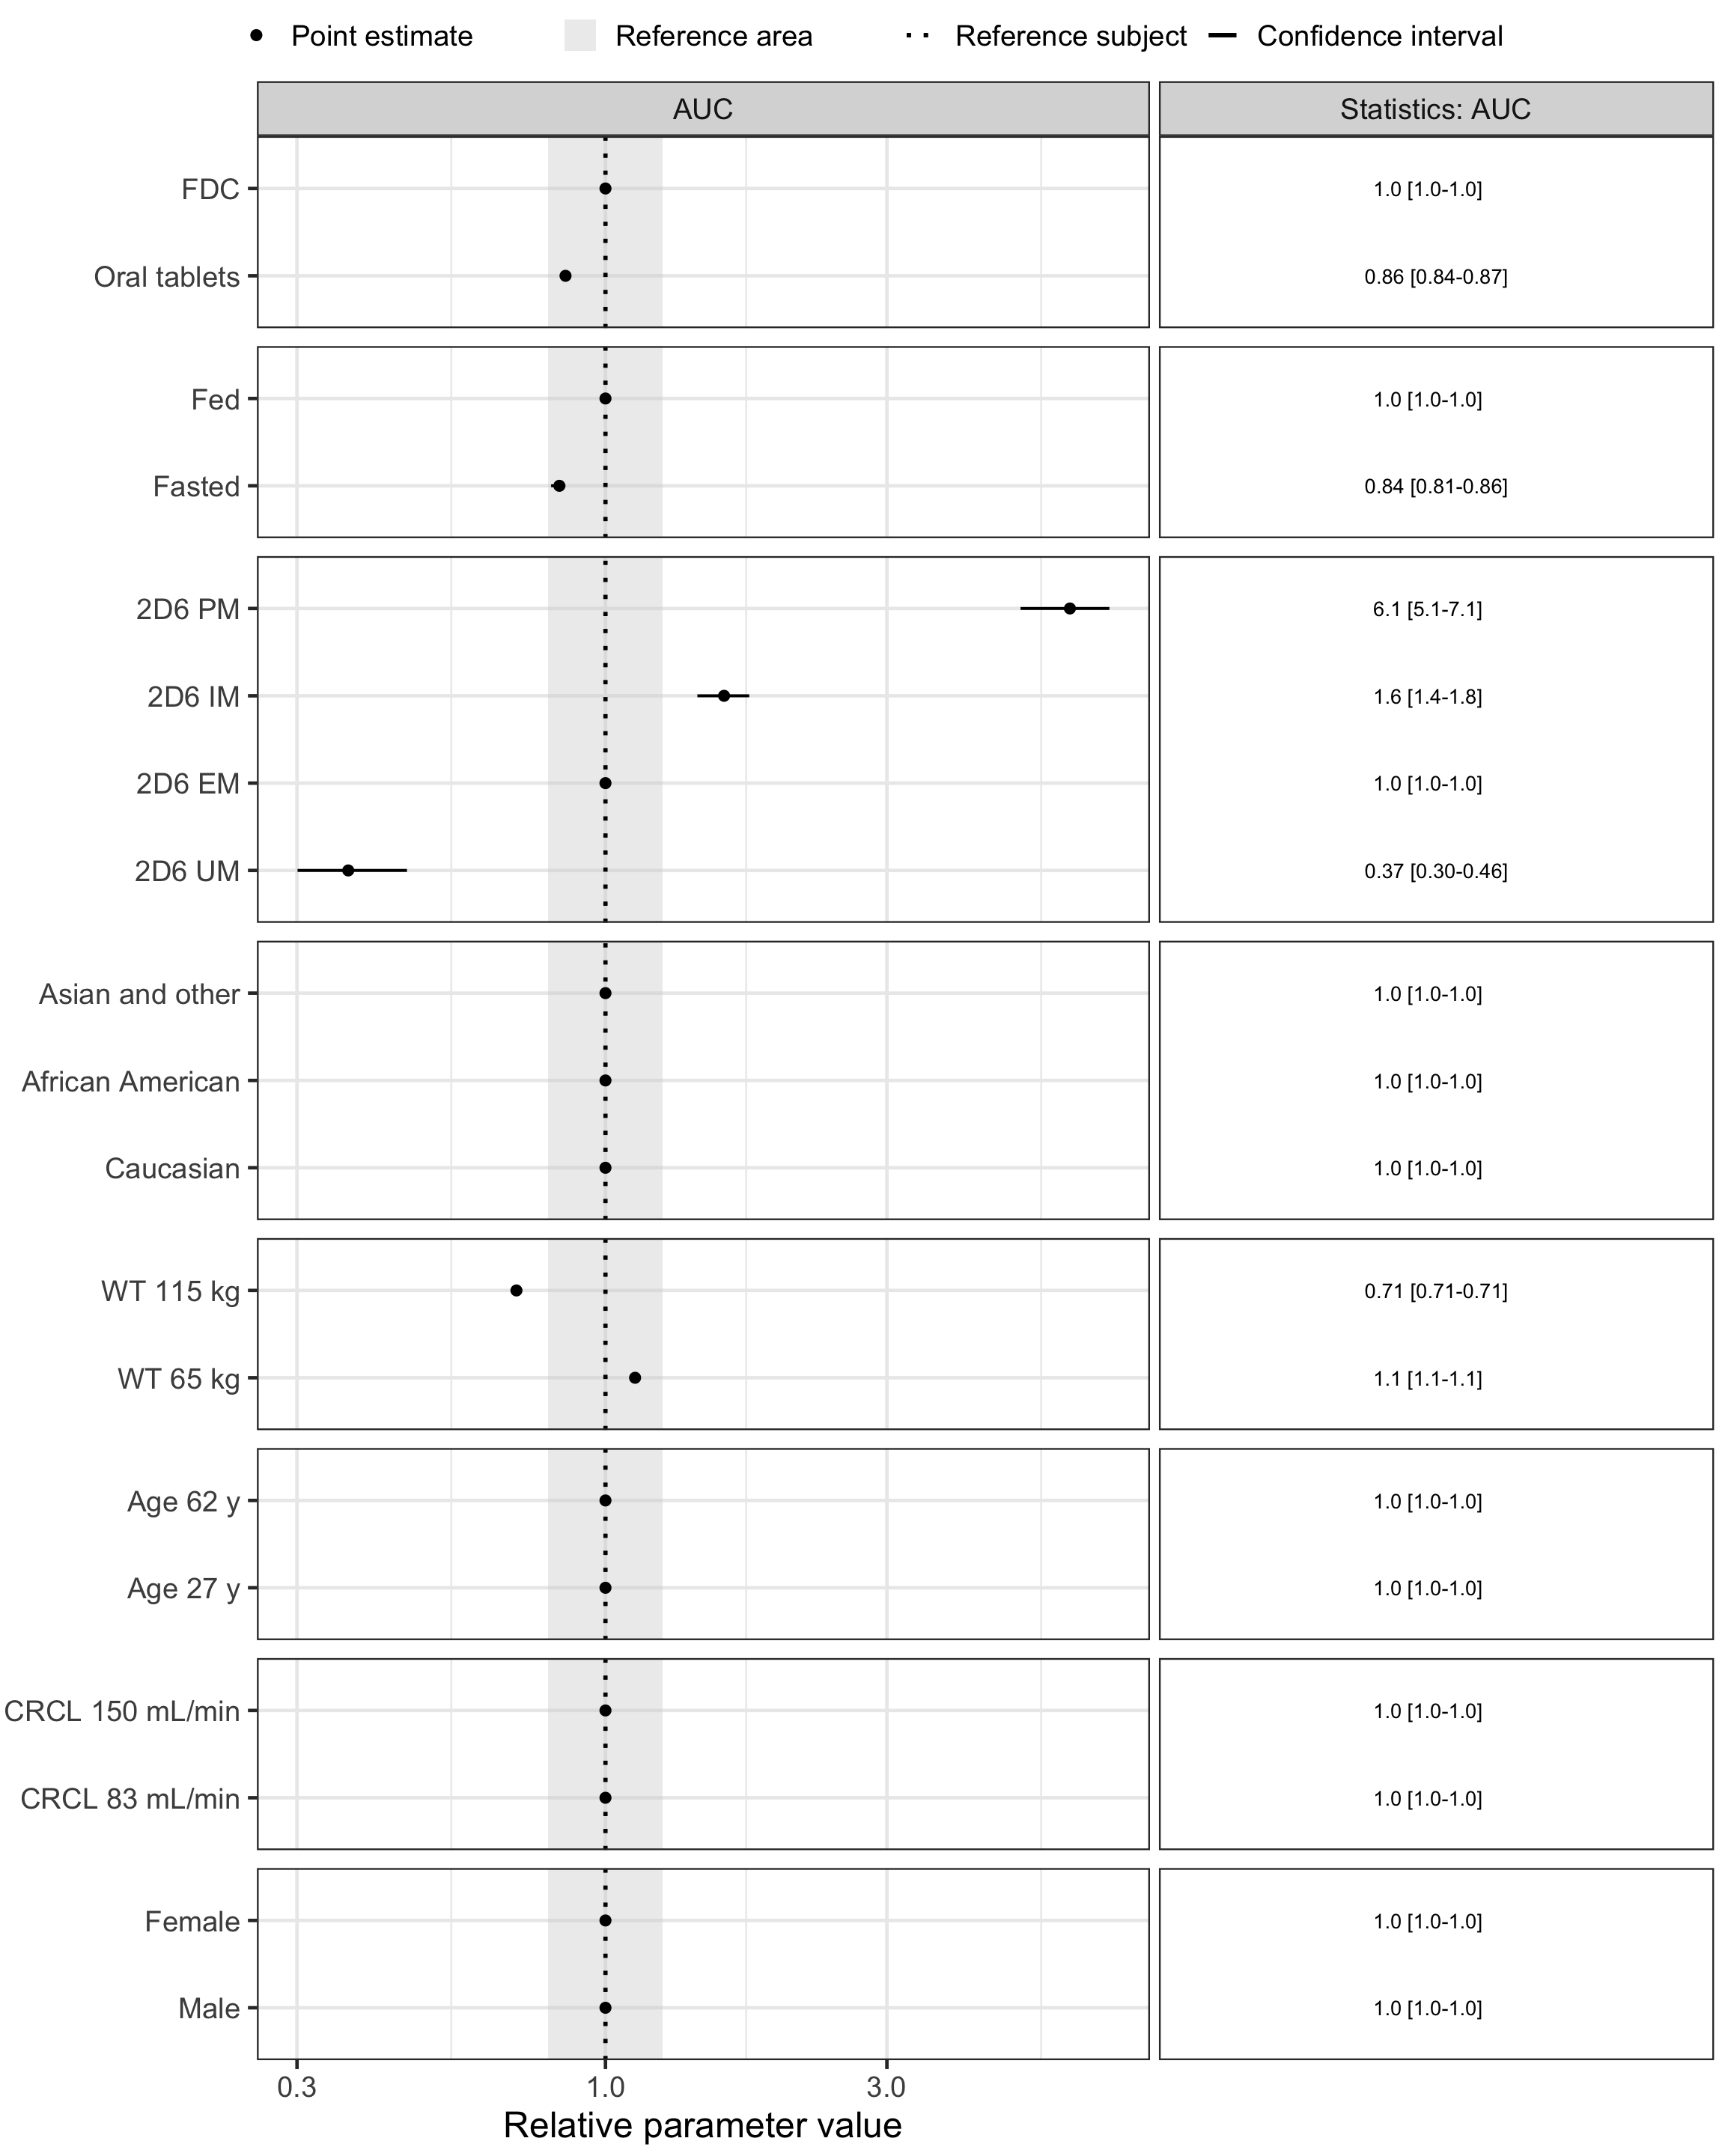 Point estimate Reference area Reference subject Confidence interval
AUC Statistics: AUC
FDC 1.0 [1.0-1.0]
Oral tablets 0.86 [0.84-0.87]
Fed 1.0 [1.0-1.0]
Fasted 0.84 [0.81-0.86]
2D6 PM 6.1 [5.1-7.1]
2D6 IM 1.6 [1.4-1.8]
2D6 EM 1.0 [1.0-1.0]
2D6 UM 0.37 [0.30-0.46]
Asian and other 1.0 [1.0-1.0]
African American 1.0 [1.0-1.0]
Caucasian 1.0 [1.0-1.0]
WT 115 kg 0.71 [0.71-0.71]
WT 65 kg 1.1 [1.1-1.1]
Age 62 y 1.0 [1.0-1.0]
Age 27 y 1.0 [1.0-1.0]
CRCL 150 mL/min 1.0 [1.0-1.0]
CRCL 83 mL/min 1.0 [1.0-1.0]
Female 1.0 [1.0-1.0]
Male 1.0 [1.0-1.0]
0.3 1.0 3.0
Relative parameter value